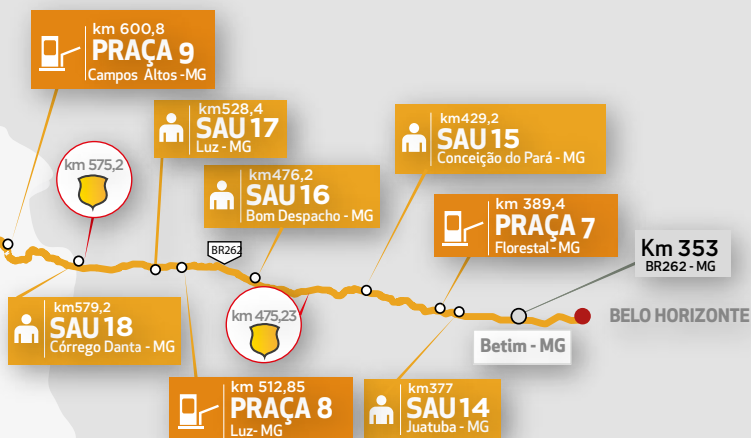 km 600,8
PRAÇA 9
Campos Altos -MG
km528,4
SAU 17
Luz - MG
km429,2
SAU 15
Conceição do Pará - MG
km 575,2
km476,2
SAU 16
Bom Despacho - MG
km 389,4
PRAÇA 7
Florestal - MG
Km 353
BR262 - MG
BR262
km579,2
SAU 18
Córrego Danta - MG
km 475,23
BELO HORIZONTE
Betim - MG
km 512,85
PRAÇA 8
Luz- MG
km377
SAU 14
Juatuba - MG